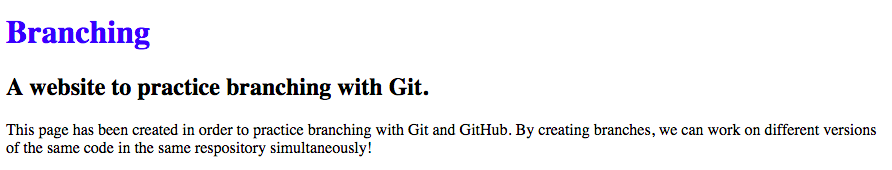 Branching
A website to practice branching with Git.
This page has been created in order to practice branching with Git and GitHub. By creating branches, we can work on different versions
of the same code in the same respository simultaneously!